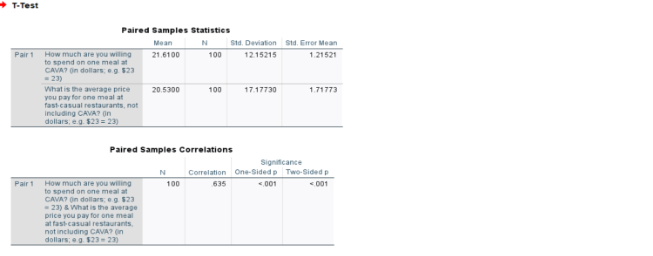 T-Test
Paired Samples Statistics
Mean N Std. Deviation Std. Error Mean
Pair 1 How much are you willing 21.6100 100 12.15215 1.21521
to spend on one meal at
CAVA? (in dollars; e.g. $23
= 23)
What is the average price 20.5300 100 17.17730 1.71773
you pay for one meal at
fast-casual restaurants, not
including CAVA? (in
dollars; e.g. $23 = 23)
Paired Samples Correlations
Significance
N Correlation One-Sided p Two-Sided p
Pair 1 How much are you willing 100 .635 <.001 <.001
to spend on one meal at
CAVA? (in dollars; e.g. $23
= 23) & What is the average
price you pay for one meal
at fast-casual restaurants,
not including CAVA? (in
dollars; e.g. $23 = 23)